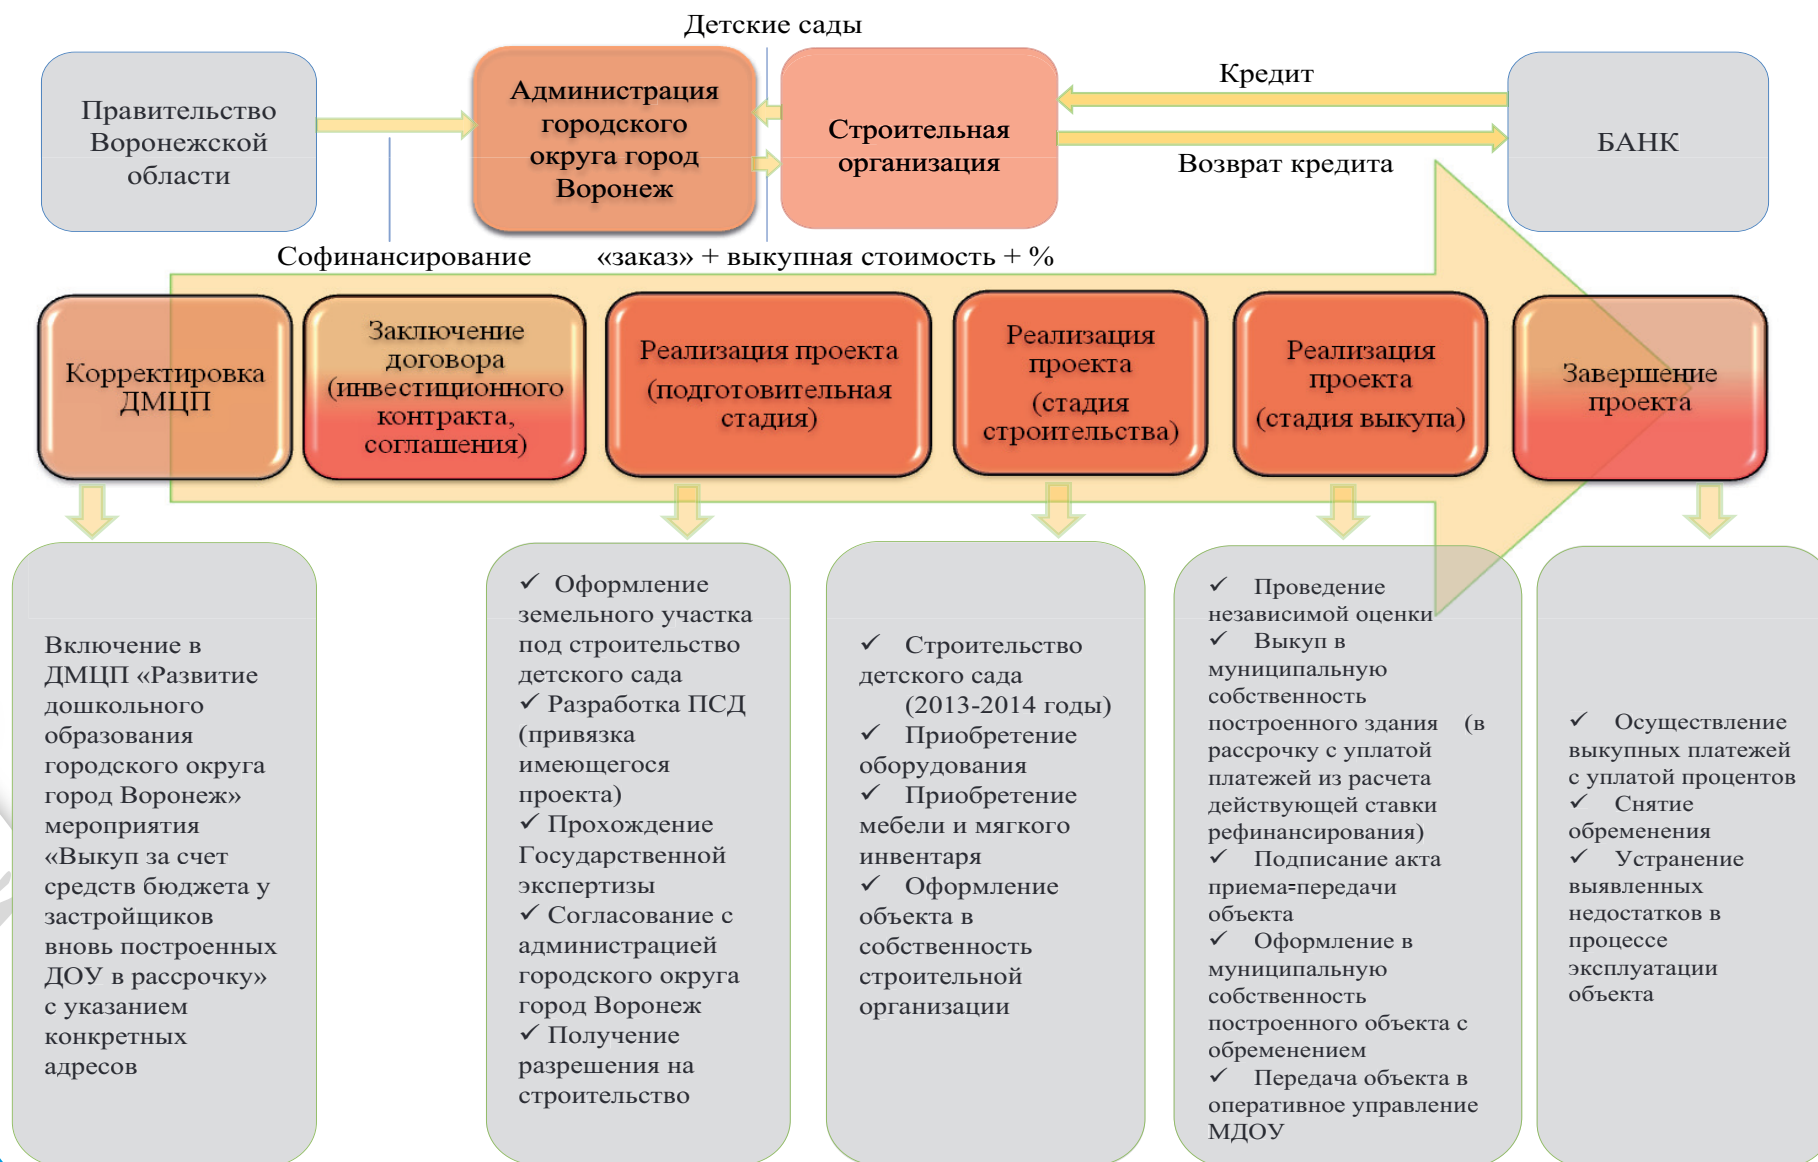 Детские сады
Правительство
Воронежской
области
Администрация
городского
округа город
Воронеж
Строительная
организация
Кредит
Возврат кредита
БАНК
Софинансирование
«заказ» + выкупная стоимость + %
Корректировка
ДМЦП
Заключение
договора
(инвестиционного
контракта,
соглашения)
Реализация проекта
(подготовительная
стадия)
Реализация
проекта
(стадия
строительства)
Реализация
проекта
(стадия выкупа)
Завершение
проекта
Включение в
ДМЦП «Развитие
дошкольного
образования
городского округа
город Воронеж»
мероприятия
«Выкуп за счет
средств бюджета у
застройщиков
вновь построенных
ДОУ в рассрочку»
с указанием
конкретных
адресов
✓ Оформление
земельного участка
под строительство
детского сада
✓ Разработка ПСД
(привязка
имеющегося
проекта)
✓ Прохождение
Государственной
экспертизы
✓ Согласование с
администрацией
городского округа
город Воронеж
✓ Получение
разрешения на
строительство
✓ Строительство
детского сада
(2013-2014 годы)
✓ Приобретение
оборудования
✓ Приобретение
мебели и мягкого
инвентаря
✓ Оформление
объекта в
собственность
строительной
организации
✓ Проведение
независимой оценки
✓ Выкуп в
муниципальную
собственность
построенного здания (в
рассрочку с уплатой
платежей из расчета
действующей ставки
рефинансирования)
✓ Подписание акта
приема=передачи
объекта
✓ Оформление в
муниципальную
собственность
построенного объекта с
обременением
✓ Передача объекта в
оперативное управление
МДОУ
✓ Осуществление
выкупных платежей
с уплатой процентов
✓ Снятие
обременения
✓ Устранение
выявленных
недостатков в
процессе
эксплуатации
объекта